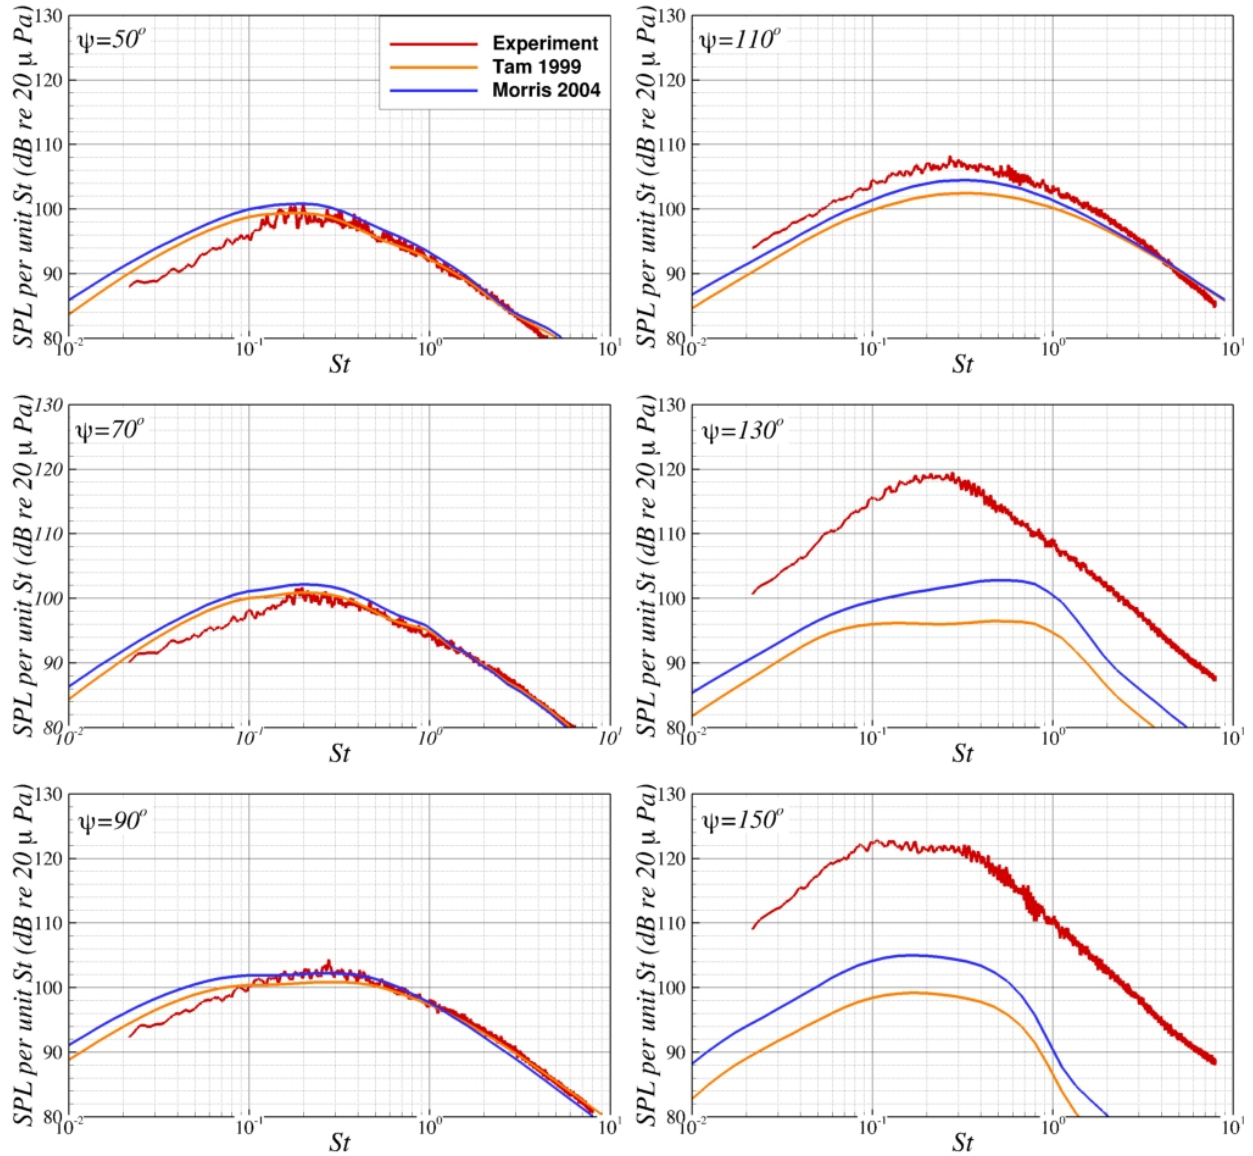 SPL per unit St (dB re 20 μ Pa)
130
120
110
100
90
80
ψ=50°
Experiment
Tam 1999
Morris 2004
10⁻² 10⁻¹ 10⁰ 10¹
St
SPL per unit St (dB re 20 μ Pa)
130
120
110
100
90
80
ψ=110°
10⁻² 10⁻¹ 10⁰ 10¹
St
SPL per unit St (dB re 20 μ Pa)
130
120
110
100
90
80
ψ=70°
10⁻² 10⁻¹ 10⁰ 10¹
St
SPL per unit St (dB re 20 μ Pa)
130
120
110
100
90
80
ψ=130°
10⁻² 10⁻¹ 10⁰ 10¹
St
SPL per unit St (dB re 20 μ Pa)
130
120
110
100
90
80
ψ=90°
10⁻² 10⁻¹ 10⁰ 10¹
St
SPL per unit St (dB re 20 μ Pa)
130
120
110
100
90
80
ψ=150°
10⁻² 10⁻¹ 10⁰ 10¹
St